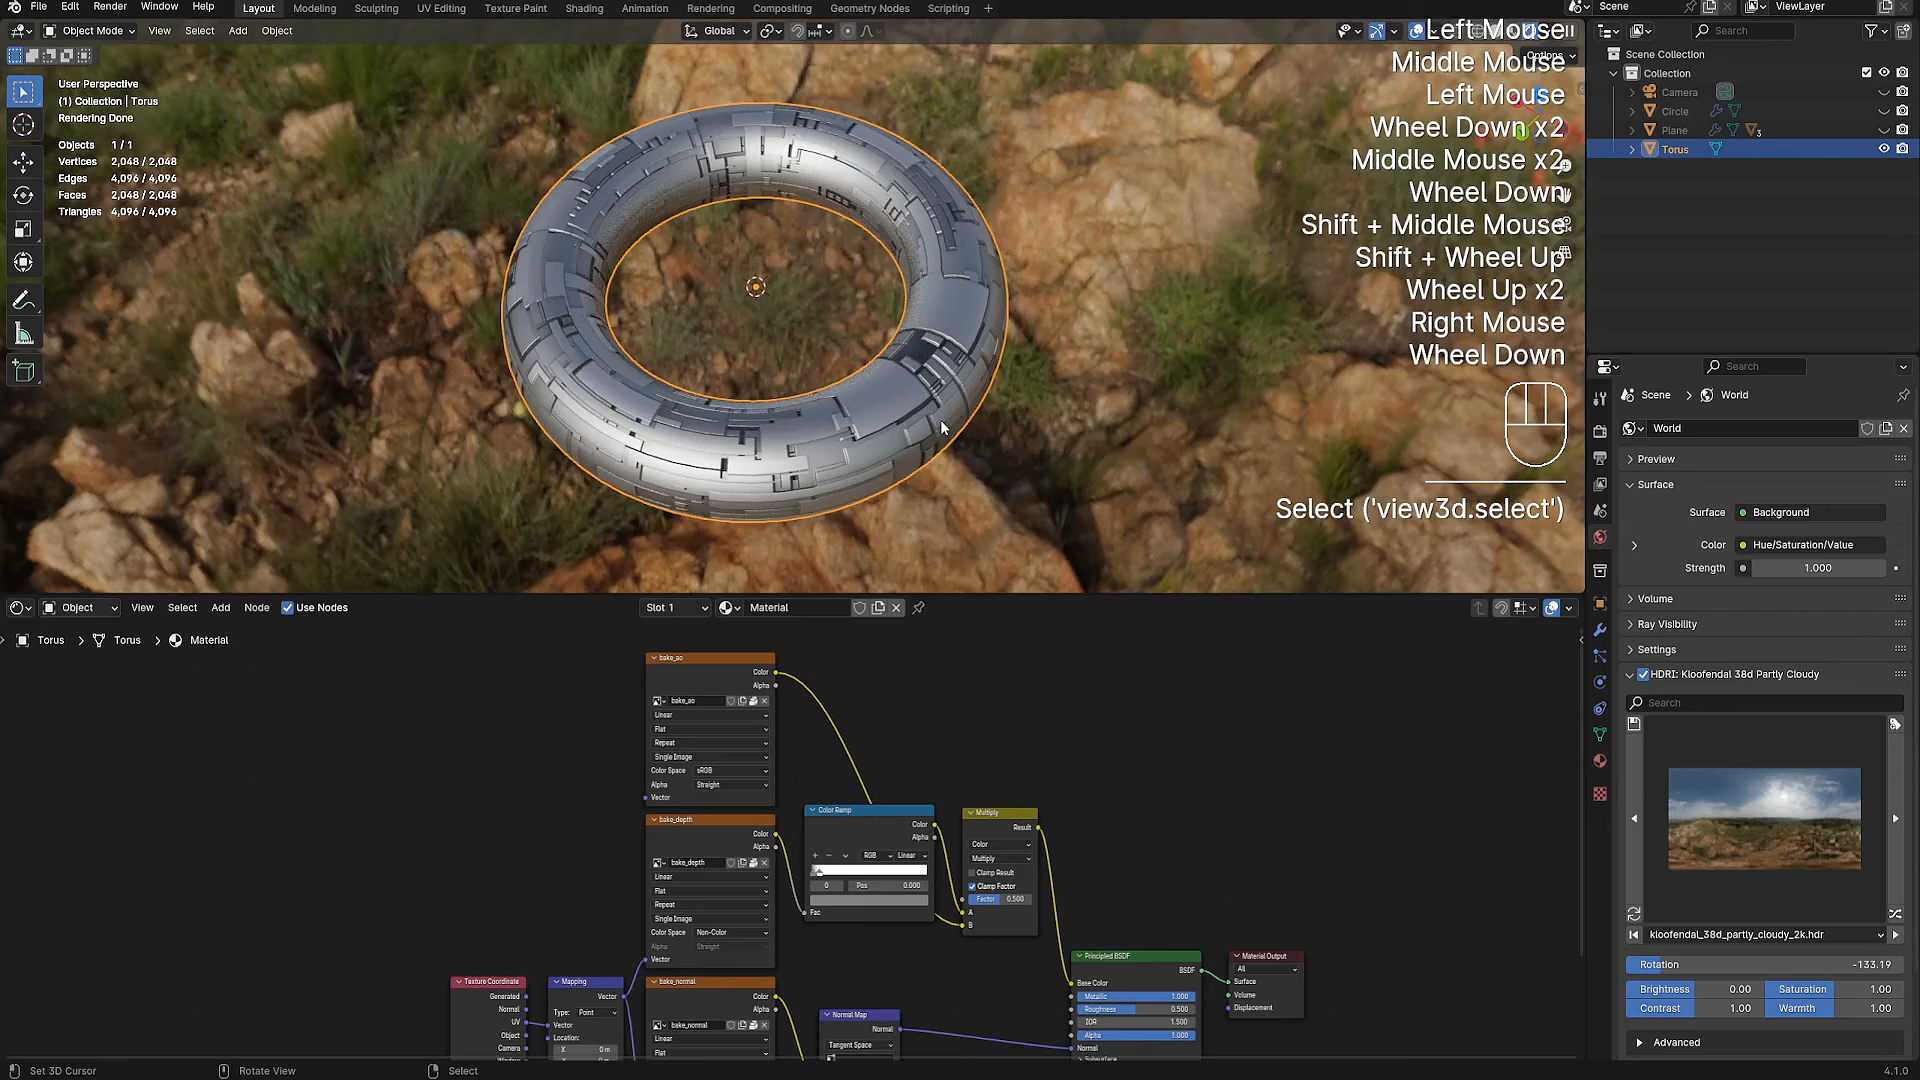 File Edit Render Window Help Layout Modeling Sculpting UV Editing Texture Paint Shading Animation Rendering Compositing Geometry Nodes Scripting +
Scene ViewLayer
Object Mode View Select Add Object Global
Search
Options
User Perspective
(1) Collection | Torus
Rendering Done
Objects 1 / 1
Vertices 2,048 / 2,048
Edges 4,096 / 4,096
Faces 2,048 / 2,048
Triangles 4,096 / 4,096
Left Mouse
Middle Mouse
Left Mouse
Wheel Down x2
Middle Mouse x2
Wheel Down
Shift + Middle Mouse
Shift + Wheel Up
Wheel Up x2
Right Mouse
Wheel Down
Select ('view3d.select')
Scene Collection
Collection
Camera
Circle
Plane 3
Torus
Search
Scene > World
World
Preview
Surface
Surface Background
Color Hue/Saturation/Value
Strength 1.000
Volume
Ray Visibility
Settings
HDRI: Kloofendal 38d Partly Cloudy
Search
kloofendal_38d_partly_cloudy_2k.hdr
Rotation -133.19
Brightness 0.00 Saturation 1.00
Contrast 1.00 Warmth 1.00
Advanced
Object View Select Add Node Use Nodes Slot 1 Material
Torus > Torus > Material
bake_ao
Color
Alpha
bake_ao
Linear
Flat
Repeat
Single Image
Color Space sRGB
Alpha Straight
Vector
bake_depth
Color
Alpha
bake_depth
Linear
Flat
Repeat
Single Image
Color Space Non-Color
Alpha Straight
Vector
Color Ramp
Color
Alpha
+ - RGB Linear
0 Pos 0.000
Fac
Multiply
Result
Color
Multiply
Clamp Result
Clamp Factor
Factor 0.500
A
B
Texture Coordinate
Generated
Normal
UV
Object
Camera
Mapping
Vector
Type: Point
Vector
Location:
X 0 m
bake_normal
Color
Alpha
bake_normal
Linear
Flat
Normal Map
Normal
Tangent Space
Principled BSDF
BSDF
Base Color
Metallic 1.000
Roughness 0.500
IOR 1.500
Alpha 1.000
Normal
Subsurface
Material Output
All
Surface
Volume
Displacement
Set 3D Cursor Rotate View Select 4.1.0